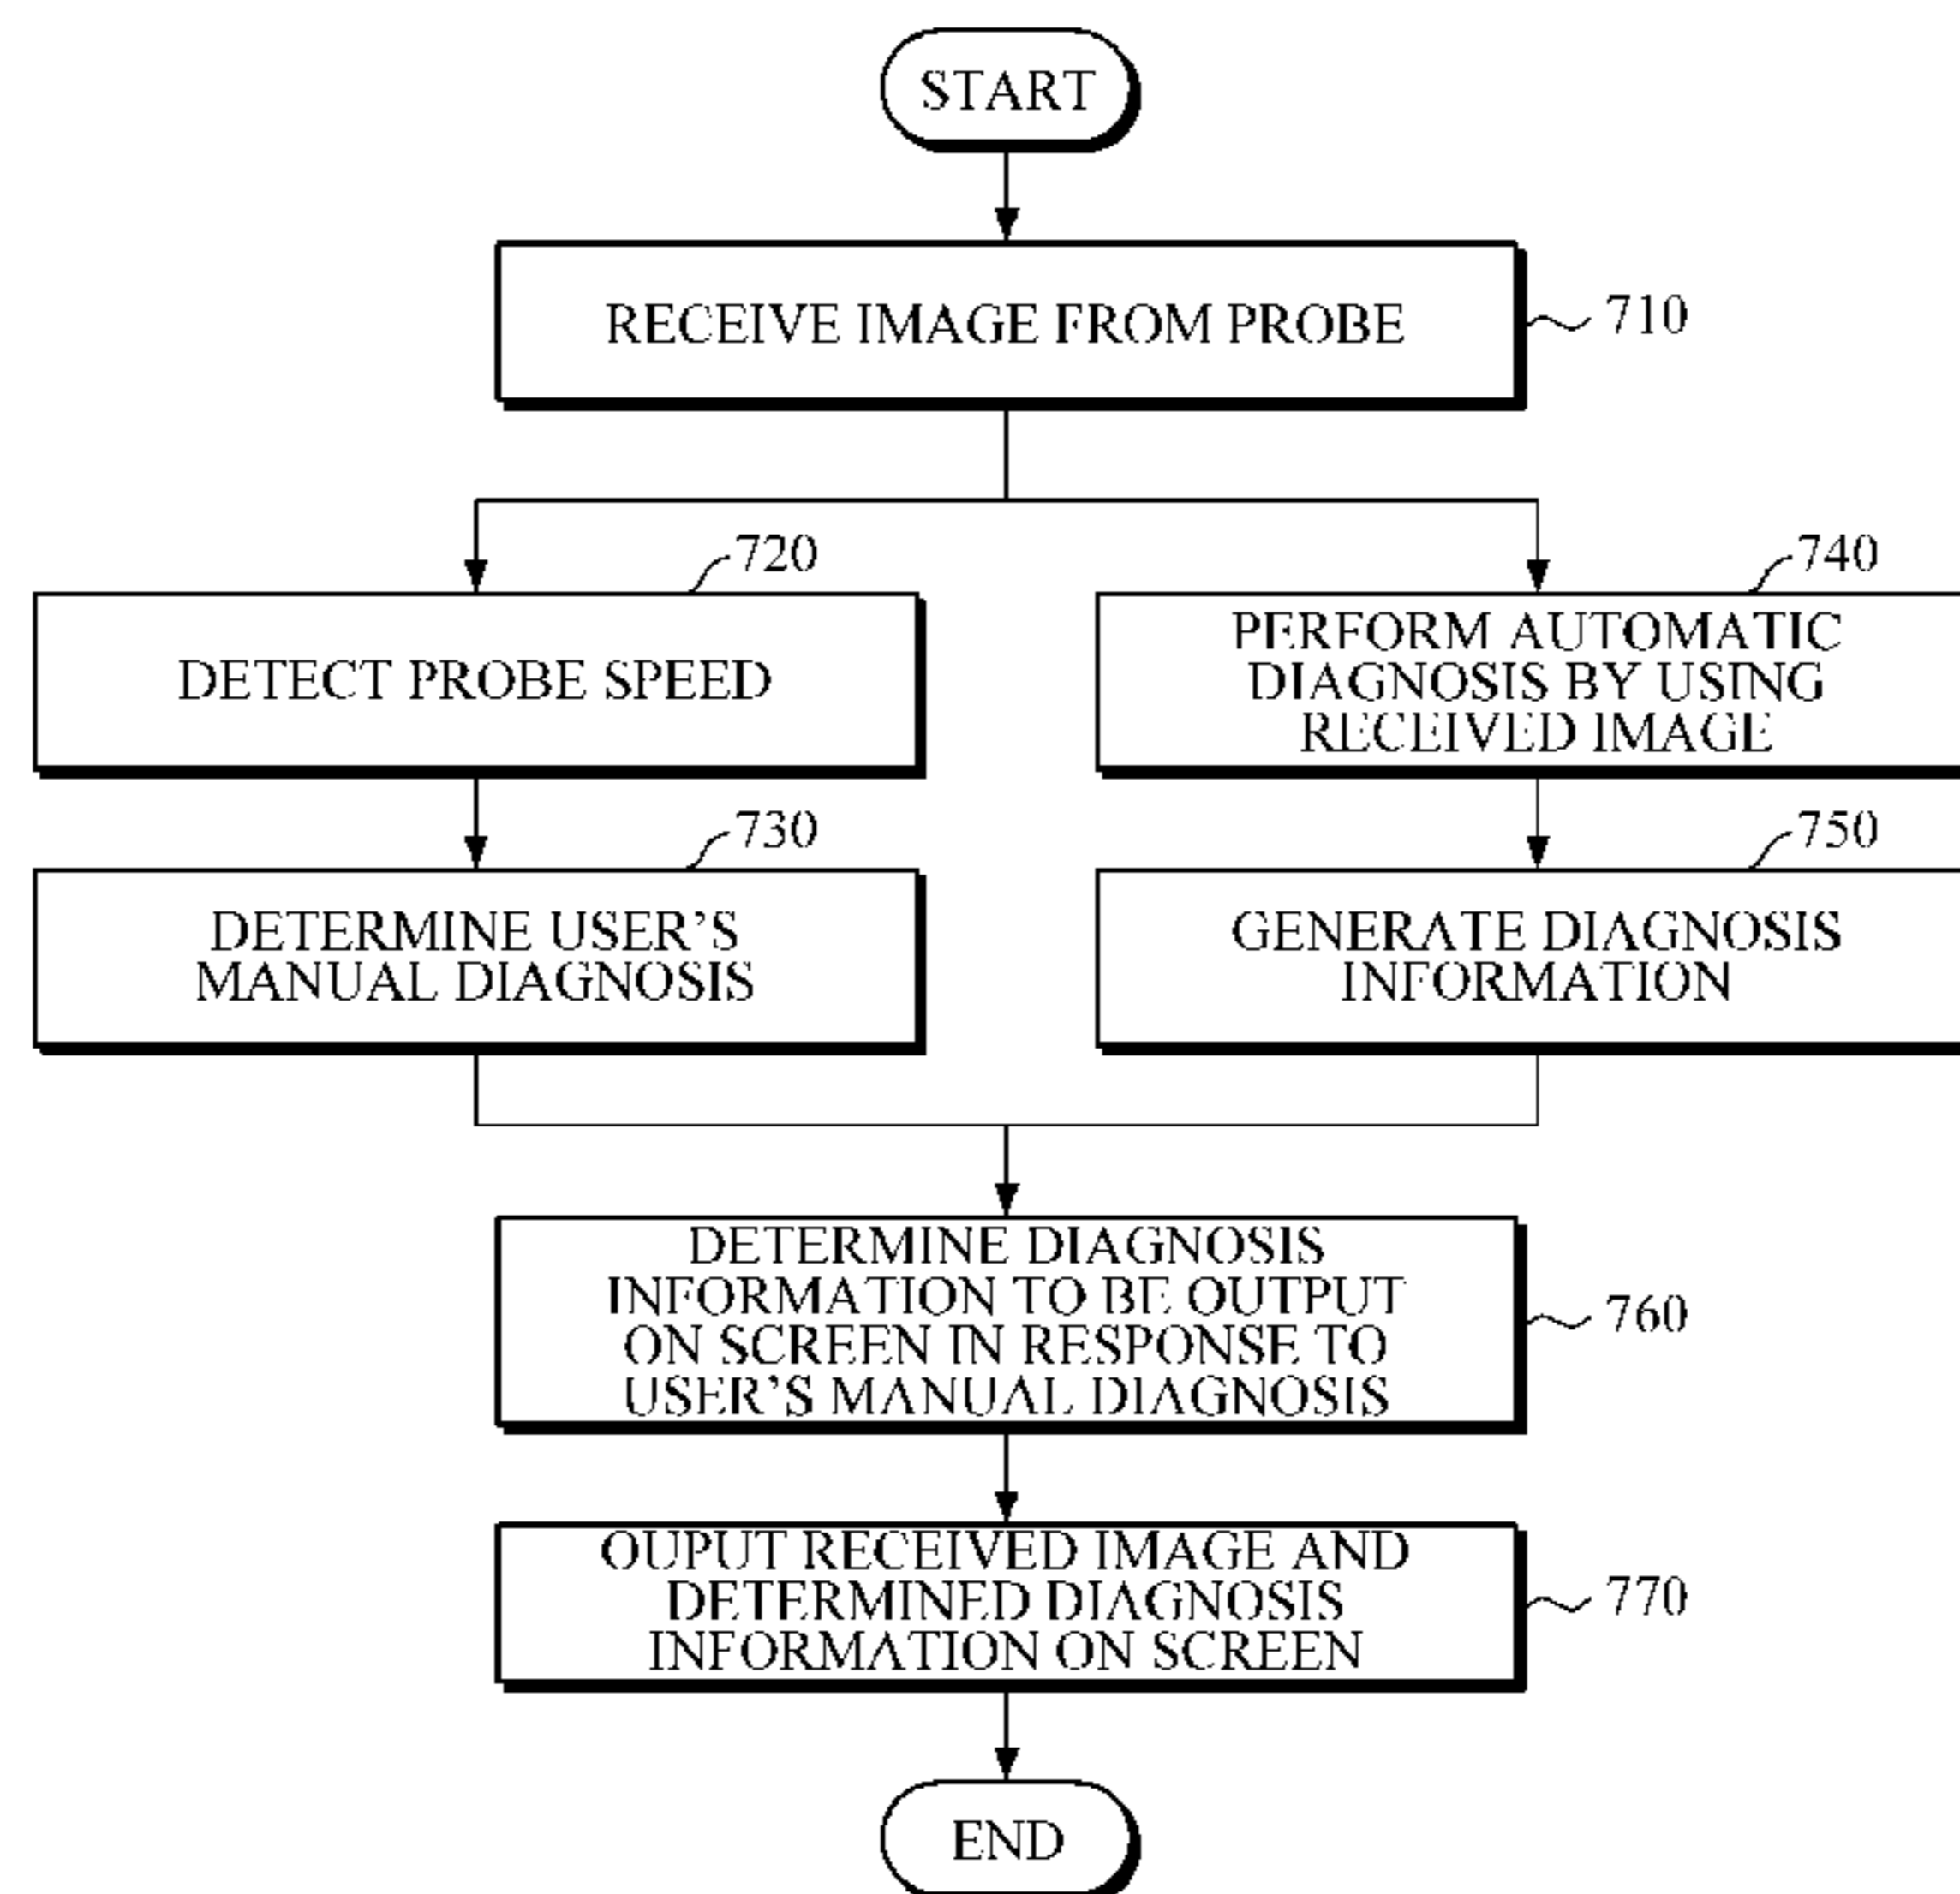 START
RECEIVE IMAGE FROM PROBE
710
720
DETECT PROBE SPEED
740
PERFORM AUTOMATIC
DIAGNOSIS BY USING
RECEIVED IMAGE
730
DETERMINE USER'S
MANUAL DIAGNOSIS
750
GENERATE DIAGNOSIS
INFORMATION
DETERMINE DIAGNOSIS
INFORMATION TO BE OUTPUT
ON SCREEN IN RESPONSE TO
USER'S MANUAL DIAGNOSIS
760
OUPUT RECEIVED IMAGE AND
DETERMINED DIAGNOSIS
INFORMATION ON SCREEN
770
END